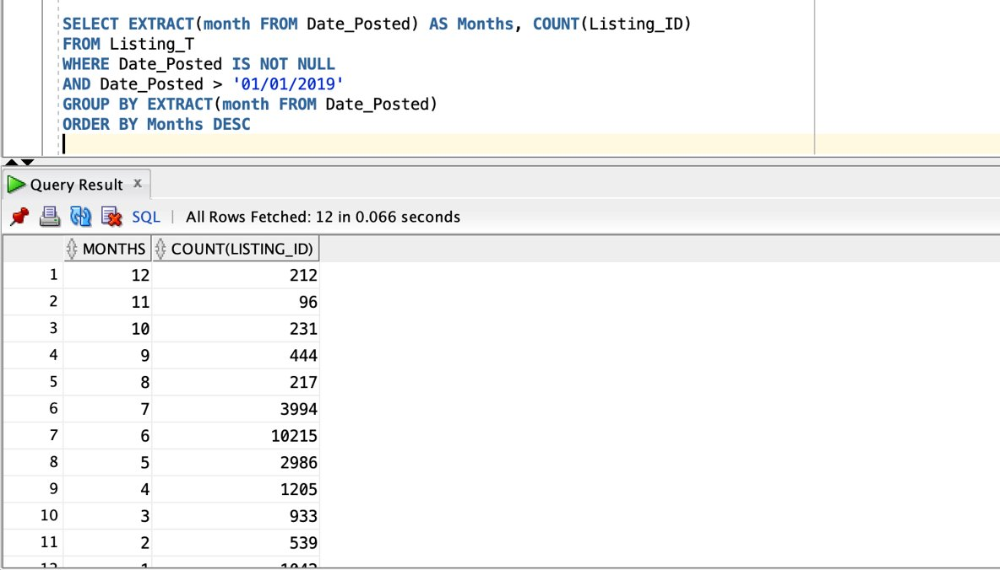 SELECT EXTRACT(month FROM Date_Posted) AS Months, COUNT(Listing_ID)
FROM Listing_T
WHERE Date_Posted IS NOT NULL
AND Date_Posted > '01/01/2019'
GROUP BY EXTRACT(month FROM Date_Posted)
ORDER BY Months DESC
Query Result x
SQL | All Rows Fetched: 12 in 0.066 seconds
MONTHS COUNT(LISTING_ID)
1 12 212
2 11 96
3 10 231
4 9 444
5 8 217
6 7 3994
7 6 10215
8 5 2986
9 4 1205
10 3 933
11 2 539